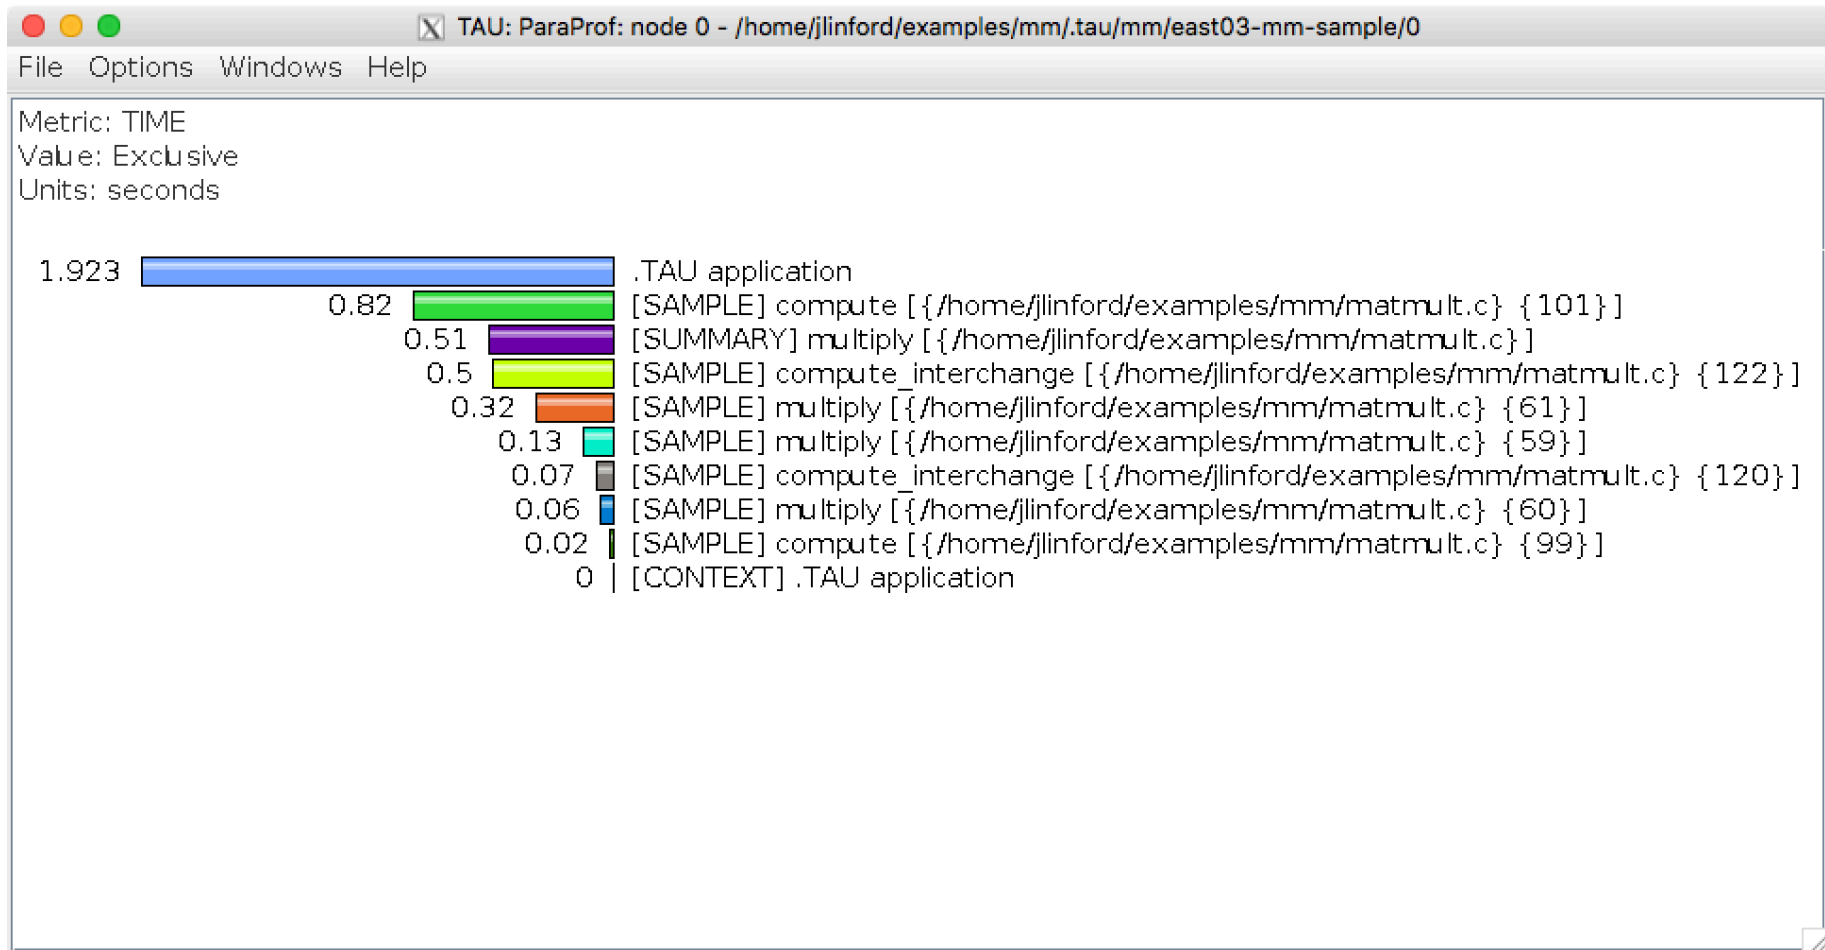 TAU: ParaProf: node 0 - /home/jlinford/examples/mm/.tau/mm/east03-mm-sample/0
File Options Windows Help
Metric: TIME
Value: Exclusive
Units: seconds
1.923 .TAU application
0.82 [SAMPLE] compute [{/home/jlinford/examples/mm/matmult.c} {101}]
0.51 [SUMMARY] multiply [{/home/jlinford/examples/mm/matmult.c}]
0.5 [SAMPLE] compute_interchange [{/home/jlinford/examples/mm/matmult.c} {122}]
0.32 [SAMPLE] multiply [{/home/jlinford/examples/mm/matmult.c} {61}]
0.13 [SAMPLE] multiply [{/home/jlinford/examples/mm/matmult.c} {59}]
0.07 [SAMPLE] compute_interchange [{/home/jlinford/examples/mm/matmult.c} {120}]
0.06 [SAMPLE] multiply [{/home/jlinford/examples/mm/matmult.c} {60}]
0.02 [SAMPLE] compute [{/home/jlinford/examples/mm/matmult.c} {99}]
0 [CONTEXT] .TAU application